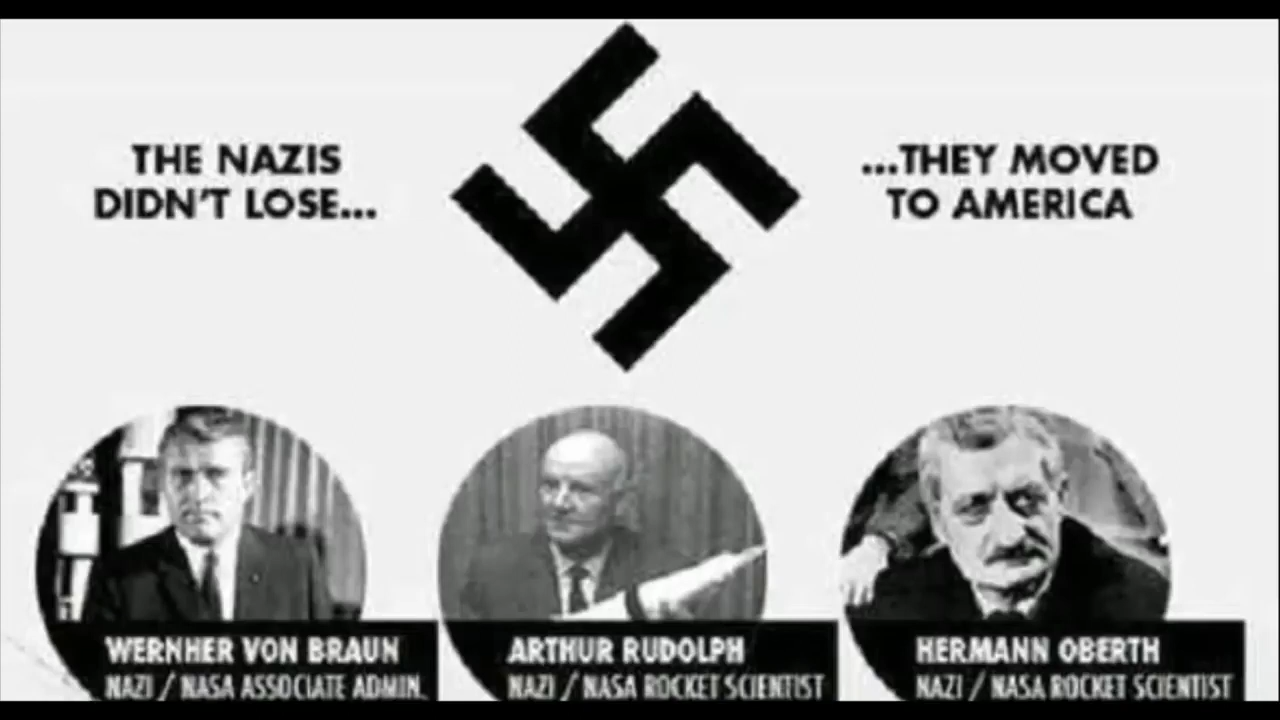 THE NAZIS
DIDN'T LOSE...
...THEY MOVED
TO AMERICA
WERNHER VON BRAUN
NAZI / NASA ASSOCIATE ADMIN.
ARTHUR RUDOLPH
NAZI / NASA ROCKET SCIENTIST
HERMANN OBERTH
NAZI / NASA ROCKET SCIENTIST